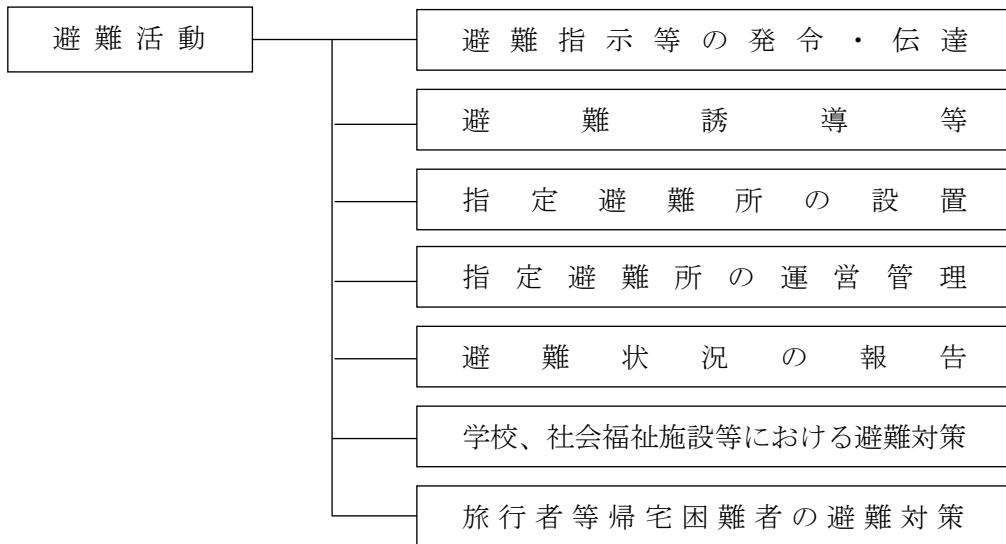 避難活動
避難指示等の発令・伝達
避難誘導等
指定避難所の設置
指定避難所の運営管理
避難状況の報告
学校、社会福祉施設等における避難対策
旅行者等帰宅困難者の避難対策